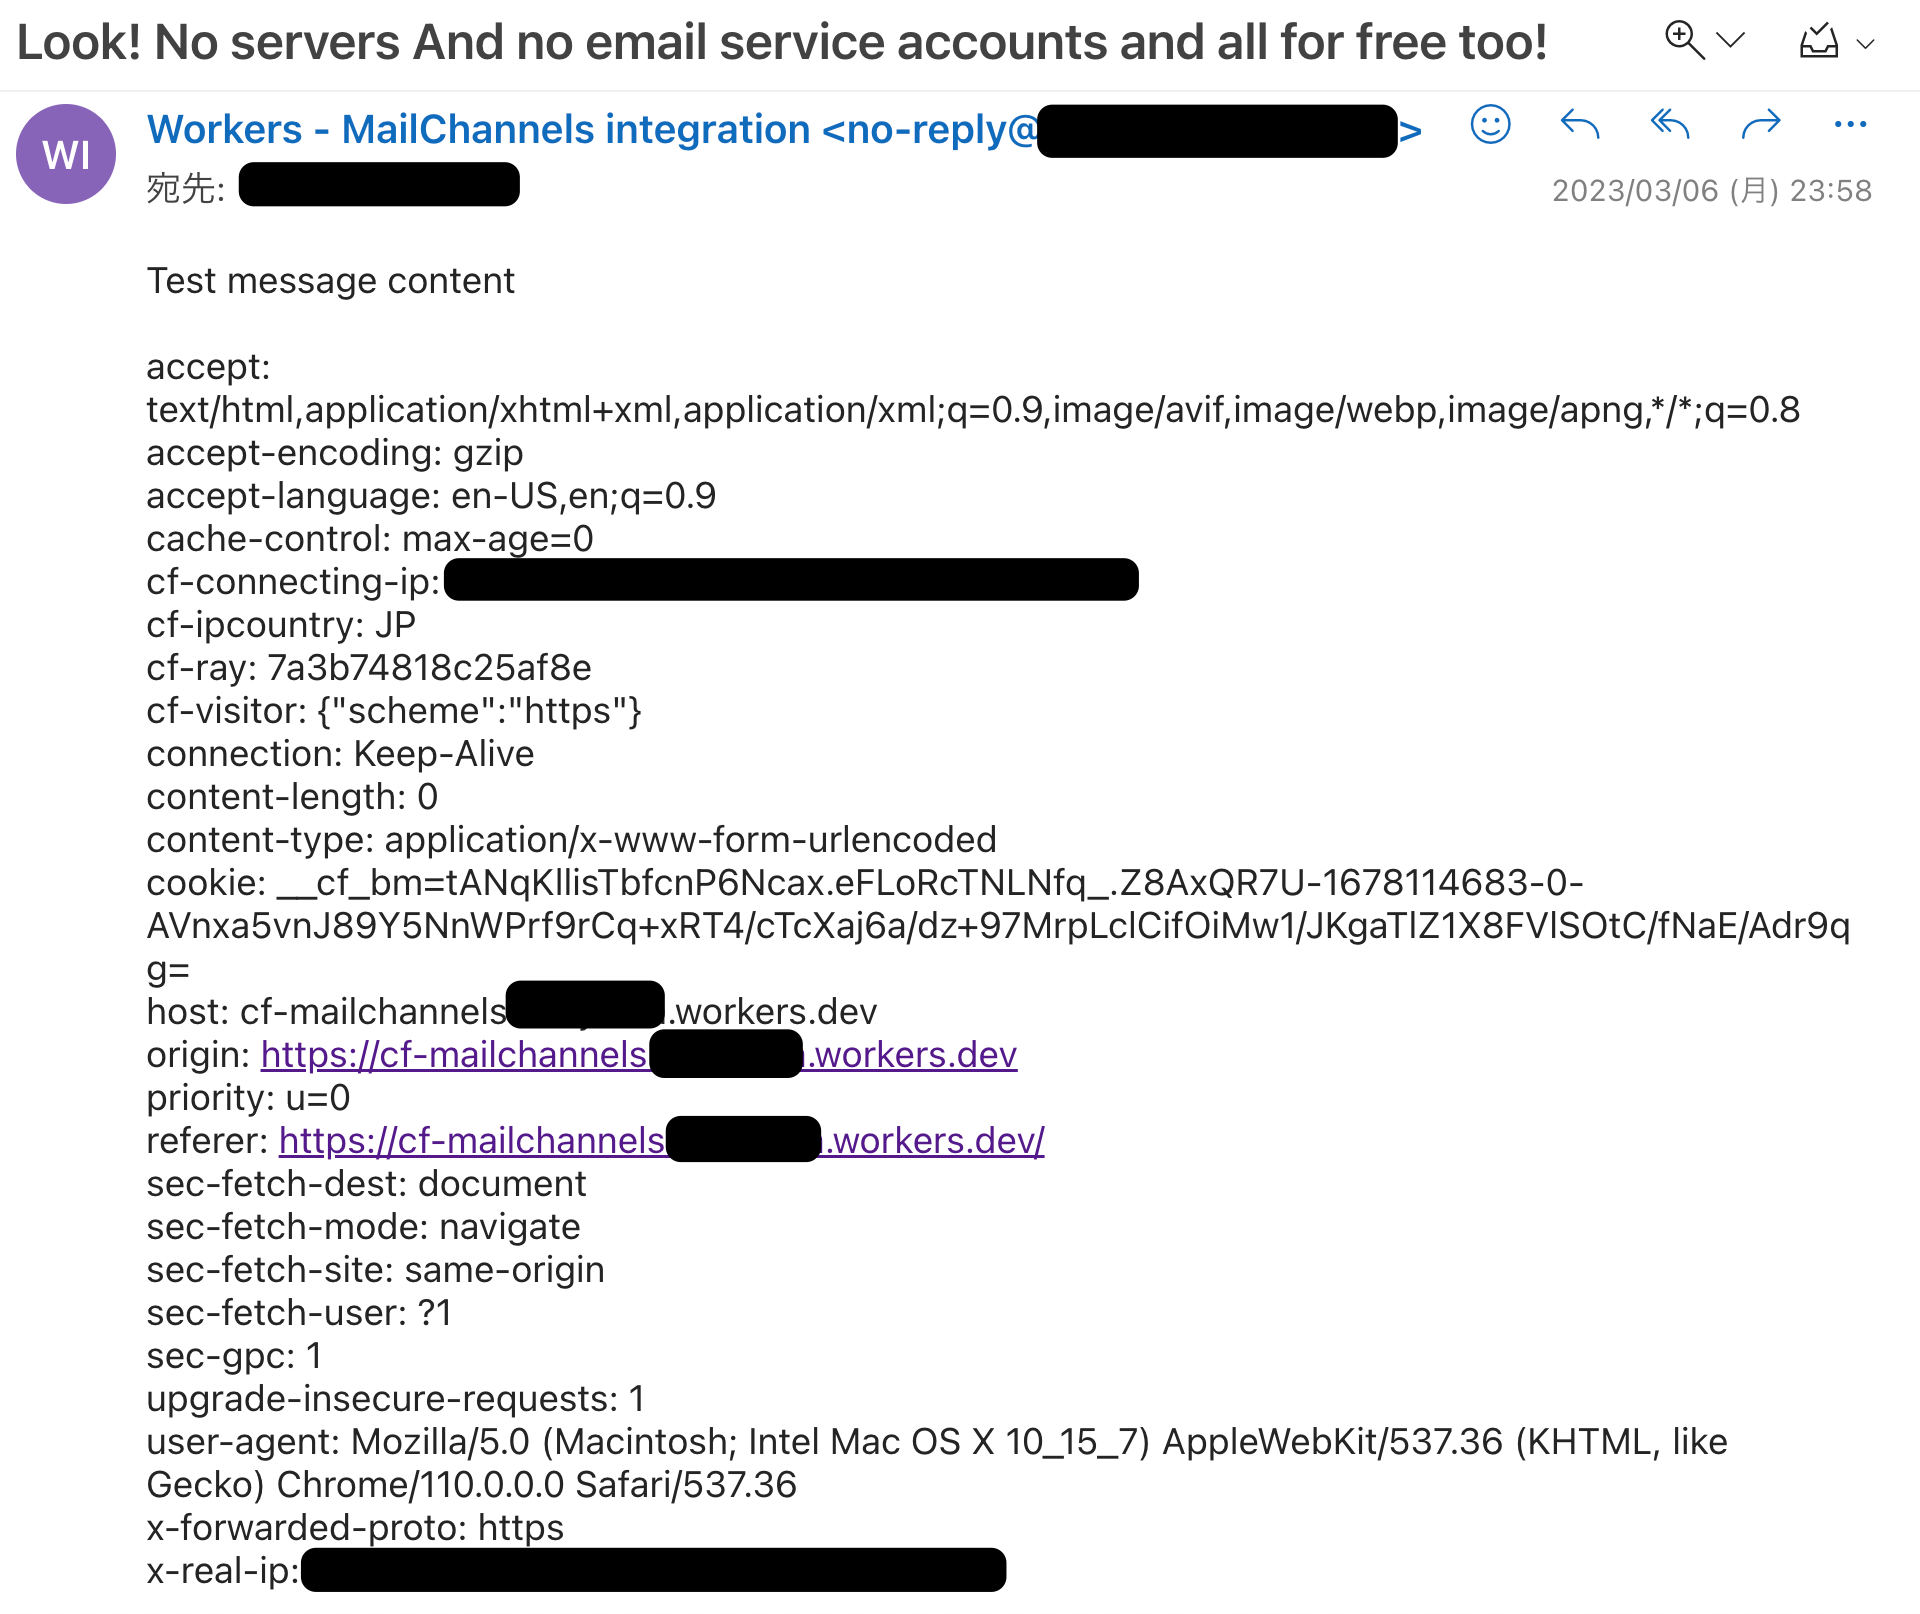 Look! No servers And no email service accounts and all for free too!
WI
Workers - MailChannels integration <no-reply@ >
宛先:
2023/03/06 (月) 23:58
Test message content
accept:
text/html,application/xhtml+xml,application/xml;q=0.9,image/avif,image/webp,image/apng,*/*;q=0.8
accept-encoding: gzip
accept-language: en-US,en;q=0.9
cache-control: max-age=0
cf-connecting-ip:
cf-ipcountry: JP
cf-ray: 7a3b74818c25af8e
cf-visitor: {"scheme":"https"}
connection: Keep-Alive
content-length: 0
content-type: application/x-www-form-urlencoded
cookie: __cf_bm=tANqKllisTbfcnP6Ncax.eFLoRcTNLNfq_.Z8AxQR7U-1678114683-0-
AVnxa5vnJ89Y5NnWPrf9rCq+xRT4/cTcXaj6a/dz+97MrpLclCifOiMw1/JKgaTlZ1X8FVlSOtC/fNaE/Adr9q
g=
host: cf-mailchannels .workers.dev
origin: https://cf-mailchannels .workers.dev
priority: u=0
referer: https://cf-mailchannels .workers.dev/
sec-fetch-dest: document
sec-fetch-mode: navigate
sec-fetch-site: same-origin
sec-fetch-user: ?1
sec-gpc: 1
upgrade-insecure-requests: 1
user-agent: Mozilla/5.0 (Macintosh; Intel Mac OS X 10_15_7) AppleWebKit/537.36 (KHTML, like
Gecko) Chrome/110.0.0.0 Safari/537.36
x-forwarded-proto: https
x-real-ip: